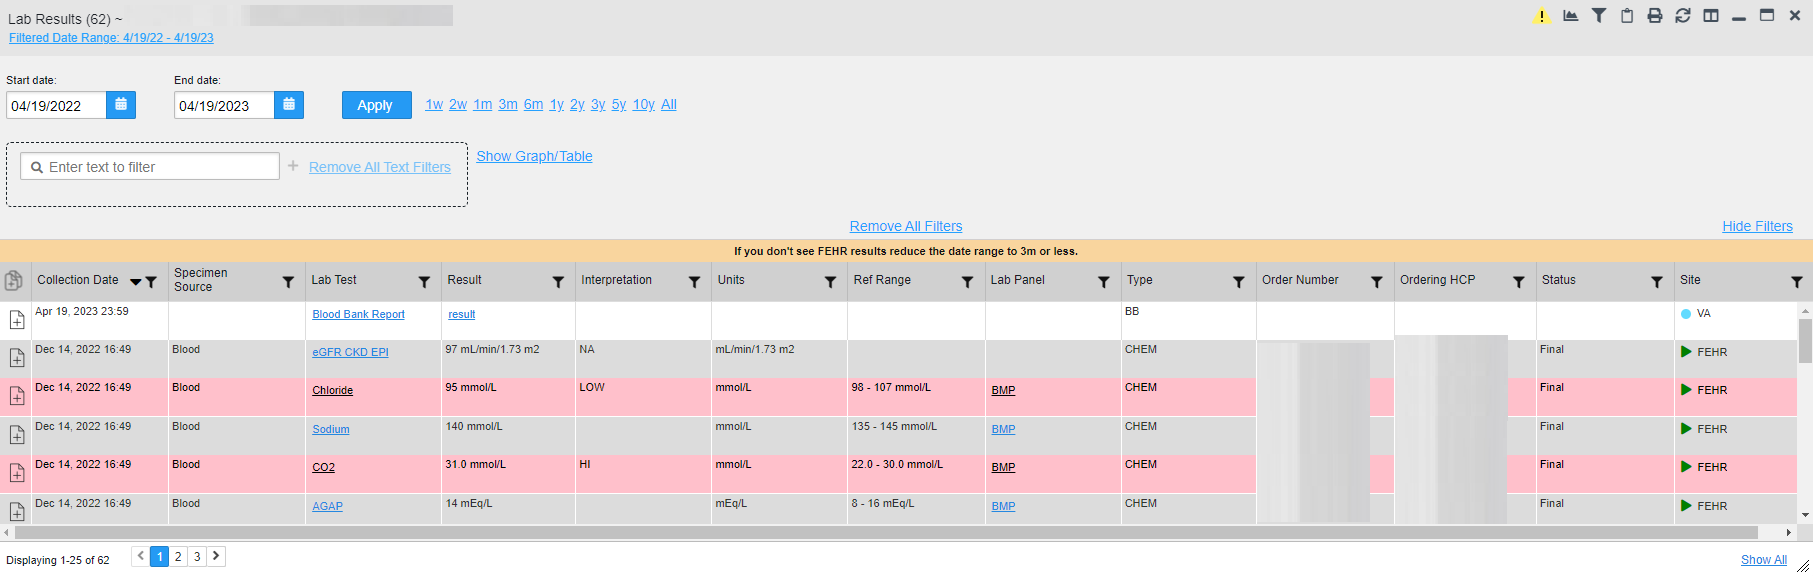 Lab Results (62) ~
Filtered Date Range: 4/19/22 - 4/19/23
Start date:
End date:
04/19/2022
04/19/2023
Apply
1w 2w 1m 3m 6m 1y 2y 3y 5y 10y All
Enter text to filter
+ Remove All Text Filters
Show Graph/Table
Remove All Filters
Hide Filters
If you don't see FEHR results reduce the date range to 3m or less.
Collection Date Specimen Source Lab Test Result Interpretation Units Ref Range Lab Panel Type Order Number Ordering HCP Status Site
Apr 19, 2023 23:59 Blood Bank Report result BB VA
Dec 14, 2022 16:49 Blood eGFR CKD EPI 97 mL/min/1.73 m2 NA mL/min/1.73 m2 CHEM Final FEHR
Dec 14, 2022 16:49 Blood Chloride 95 mmol/L LOW mmol/L 98 - 107 mmol/L BMP CHEM Final FEHR
Dec 14, 2022 16:49 Blood Sodium 140 mmol/L mmol/L 135 - 145 mmol/L BMP CHEM Final FEHR
Dec 14, 2022 16:49 Blood CO2 31.0 mmol/L HI mmol/L 22.0 - 30.0 mmol/L BMP CHEM Final FEHR
Dec 14, 2022 16:49 Blood AGAP 14 mEq/L mEq/L 8 - 16 mEq/L BMP CHEM Final FEHR
Displaying 1-25 of 62
1 2 3
Show All